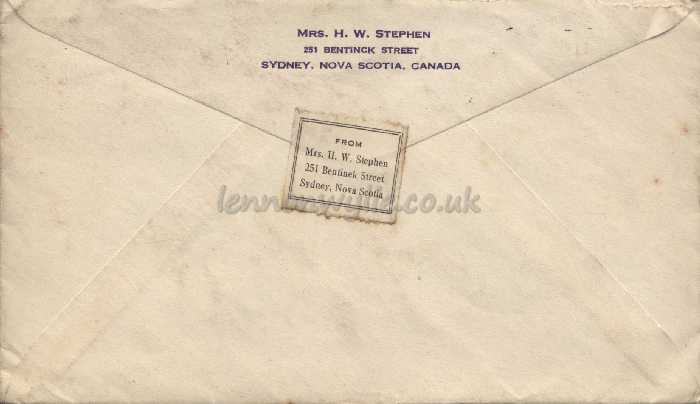 MRS. H. W. STEPHEN
251 BENTINCK STREET
SYDNEY, NOVA SCOTIA, CANADA
FROM
Mrs. H. W. Stephen
251 Bentinck Street
Sydney, Nova Scotia
lennonwylie.co.uk